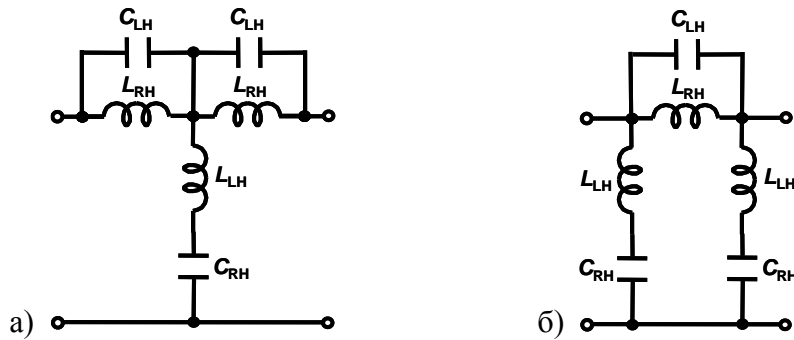 C_LH C_LH
L_RH L_RH
L_LH
C_RH
а)
C_LH
L_RH
L_LH L_LH
C_RH C_RH
б)